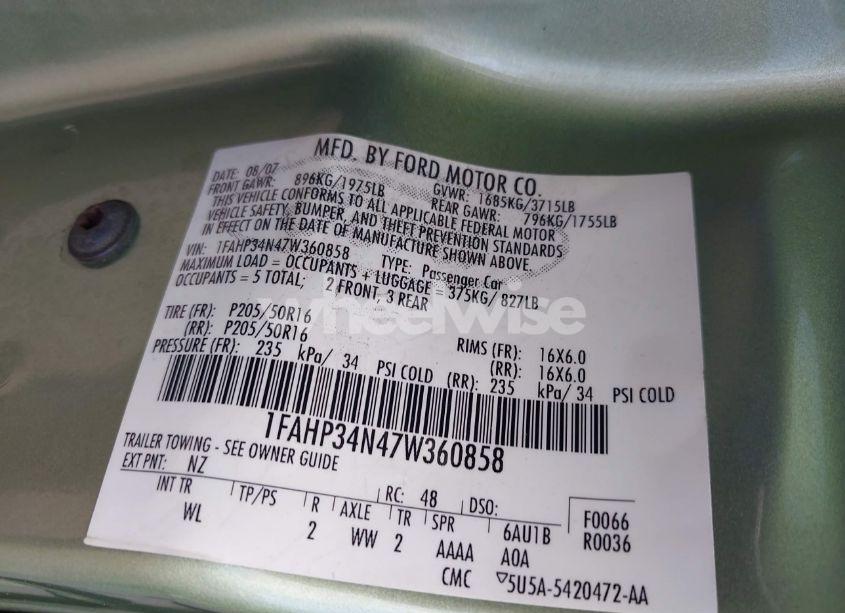 MFD. BY FORD MOTOR CO.
DATE: 08/07 GVWR: 1685KG/3715LB
FRONT GAWR: 896KG/1975LB REAR GAWR: 796KG/1755LB
THIS VEHICLE CONFORMS TO ALL APPLICABLE FEDERAL MOTOR
VEHICLE SAFETY, BUMPER, AND THEFT PREVENTION STANDARDS
IN EFFECT ON THE DATE OF MANUFACTURE SHOWN ABOVE.
VIN: 1FAHP34N47W360858 TYPE: Passenger Car
MAXIMUM LOAD = OCCUPANTS + LUGGAGE = 375KG/827LB
OCCUPANTS = 5 TOTAL; 2 FRONT, 3 REAR
wheelwise
TIRE (FR): P205/50R16 RIMS (FR): 16X6.0
(RR): P205/50R16 (RR): 16X6.0
PRESSURE (FR): 235 kPa/ 34 PSI COLD (RR): 235 kPa/ 34 PSI COLD
1FAHP34N47W360858
TRAILER TOWING - SEE OWNER GUIDE
EXT PNT: NZ RC: 48 DSO: F0066
INT TR TP/PS R AXLE TR SPR 6AU1B R0036
WL 2 WW 2 AAAA A0A
CMC 5U5A-5420472-AA